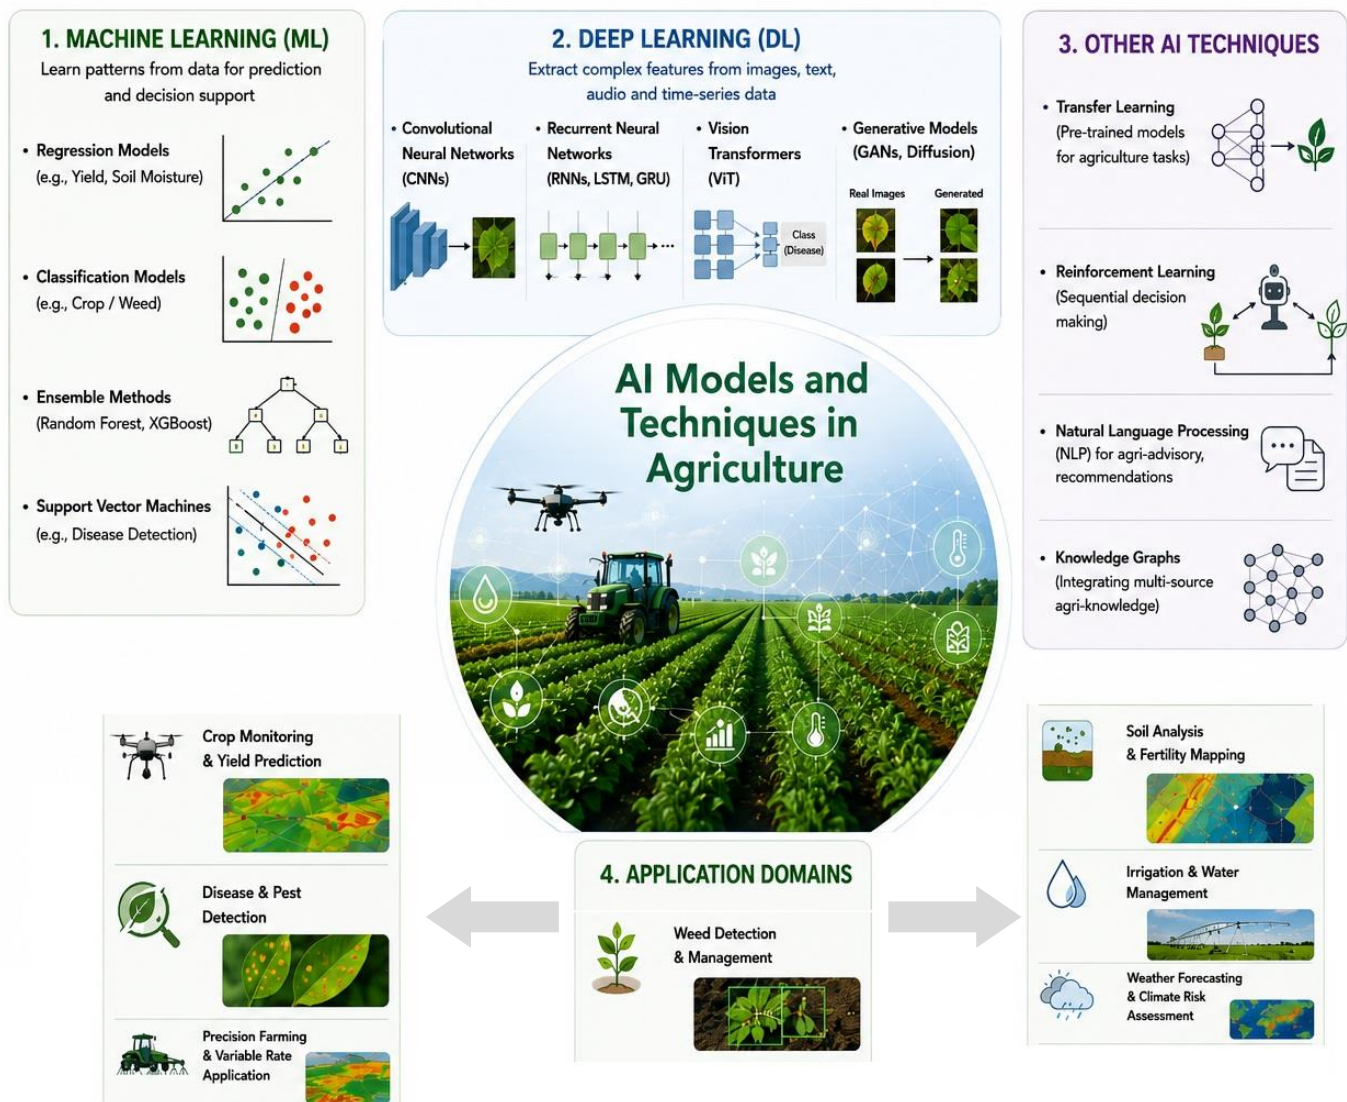 1. MACHINE LEARNING (ML)
Learn patterns from data for prediction
and decision support
• Regression Models
(e.g., Yield, Soil Moisture)
• Classification Models
(e.g., Crop / Weed)
• Ensemble Methods
(Random Forest, XGBoost)
• Support Vector Machines
(e.g., Disease Detection)
2. DEEP LEARNING (DL)
Extract complex features from images, text,
audio and time-series data
• Convolutional
Neural Networks
(CNNs)
• Recurrent Neural
Networks
(RNNs, LSTM, GRU)
• Vision
Transformers
(ViT)
Class
(Disease)
• Generative Models
(GANs, Diffusion)
Real Images
Generated
3. OTHER AI TECHNIQUES
• Transfer Learning
(Pre-trained models
for agriculture tasks)
• Reinforcement Learning
(Sequential decision
making)
• Natural Language Processing
(NLP) for agri-advisory,
recommendations
• Knowledge Graphs
(Integrating multi-source
agri-knowledge)
AI Models and
Techniques in
Agriculture
Crop Monitoring
& Yield Prediction
Disease & Pest
Detection
Precision Farming
& Variable Rate
Application
4. APPLICATION DOMAINS
Weed Detection
& Management
Soil Analysis
& Fertility Mapping
Irrigation & Water
Management
Weather Forecasting
& Climate Risk
Assessment